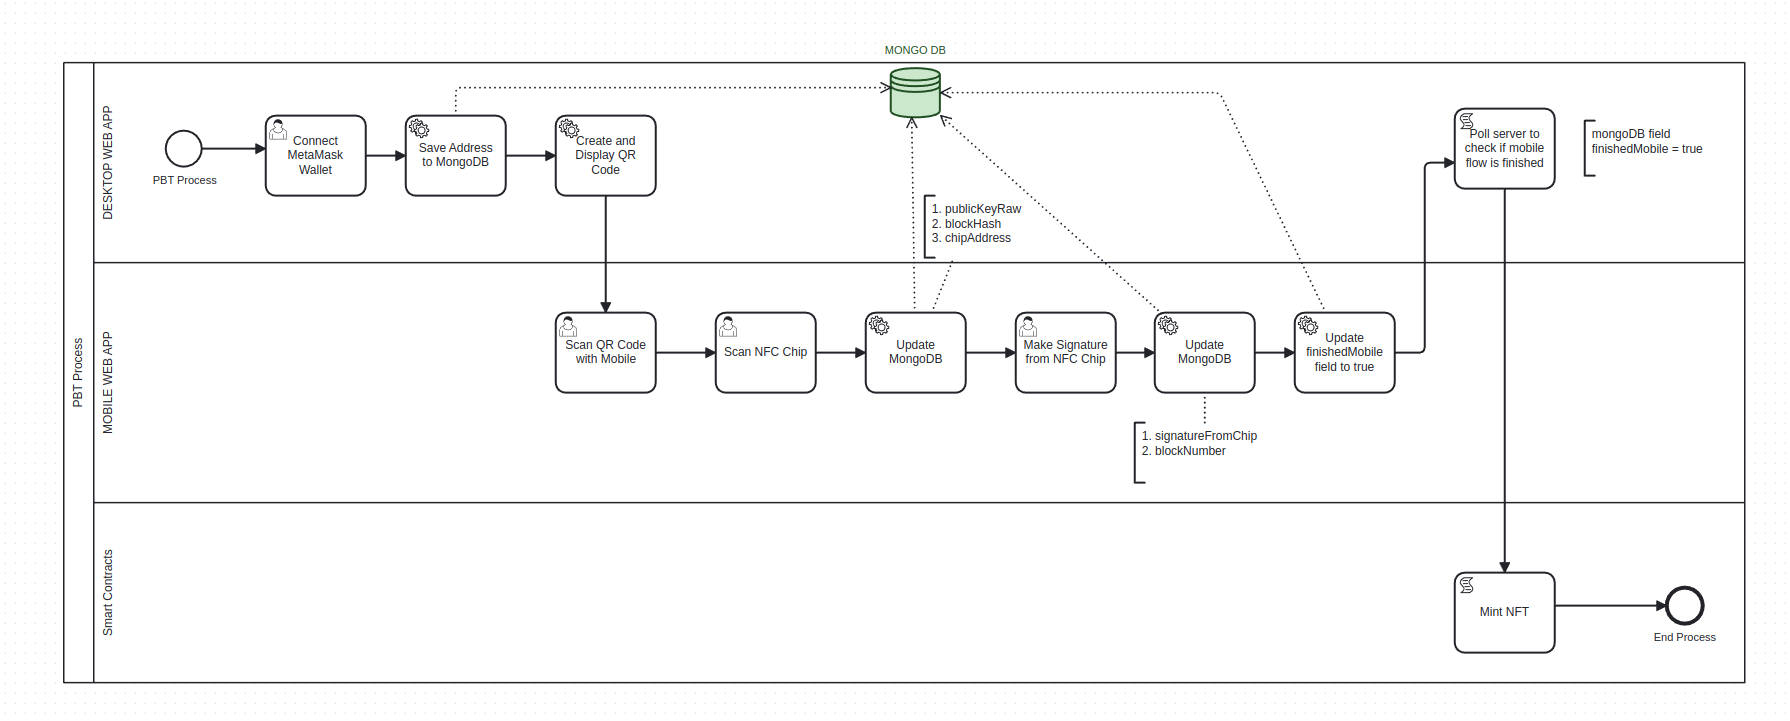 MONGO DB
PBT Process
DESKTOP WEB APP
MOBILE WEB APP
Smart Contracts
PBT Process
Connect
MetaMask
Wallet
Save Address
to MongoDB
Create and
Display QR
Code
Poll server to
check if mobile
flow is finished
mongoDB field
finishedMobile = true
1. publicKeyRaw
2. blockHash
3. chipAddress
Scan QR Code
with Mobile
Scan NFC Chip
Update
MongoDB
Make Signature
from NFC Chip
Update
MongoDB
Update
finishedMobile
field to true
1. signatureFromChip
2. blockNumber
Mint NFT
End Process